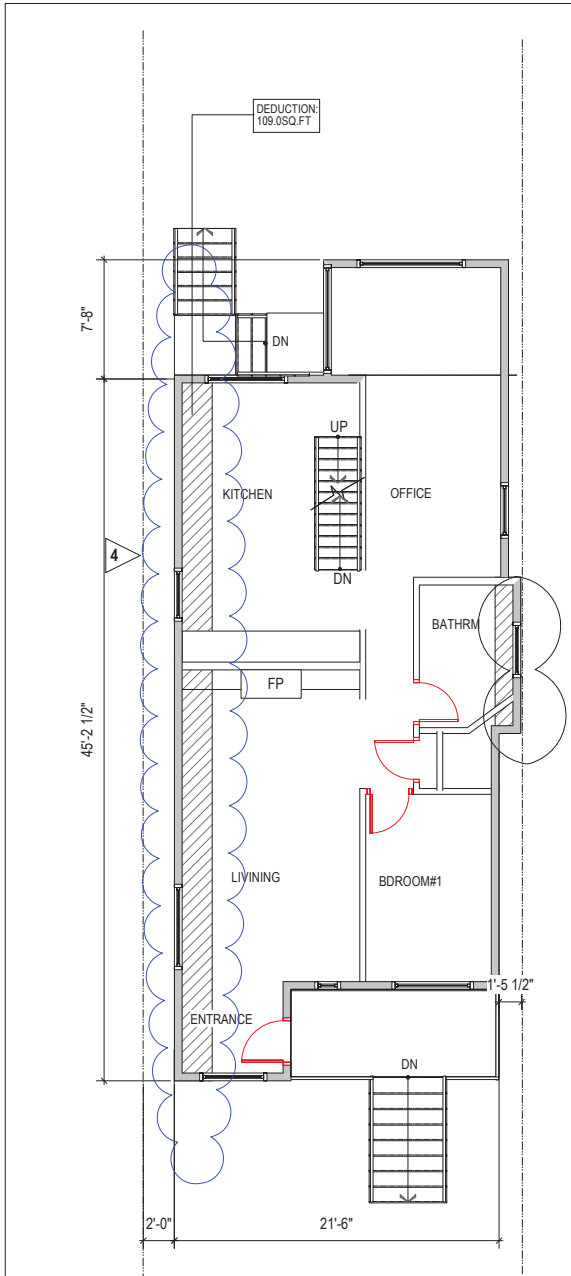 DEDUCTION:
109.0SQ.FT
7'-8"
DN
UP
KITCHEN
OFFICE
4
DN
BATHRM
FP
45'-2 1/2"
LIVINING
BDROOM#1
1'-5 1/2"
ENTRANCE
DN
2'-0"
21'-6"